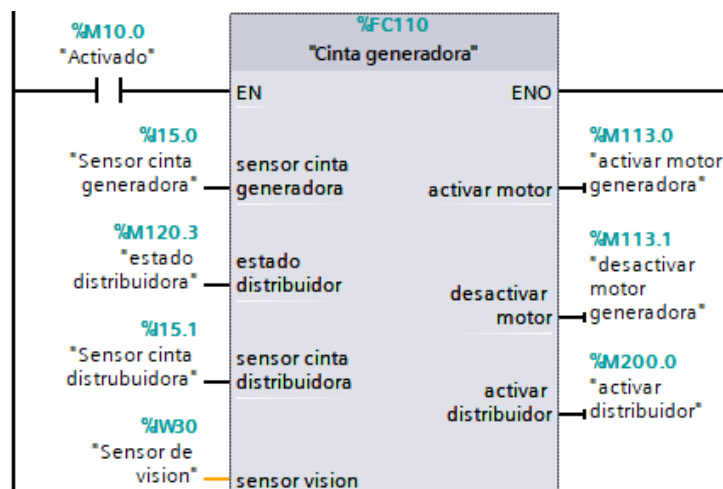 %M10.0
"Activado"
%FC110
"Cinta generadora"
EN
ENO
%I15.0
"Sensor cinta
generadora"
sensor cinta
generadora
activar motor
%M113.0
"activar motor
generadora"
%M120.3
"estado
distribuidora"
estado
distribuidor
desactivar
motor
%M113.1
"desactivar
motor
generadora"
%I15.1
"Sensor cinta
distrubuidora"
sensor cinta
distribuidora
activar
distribuidor
%M200.0
"activar
distribuidor"
%IW30
"Sensor de
vision"
sensor vision